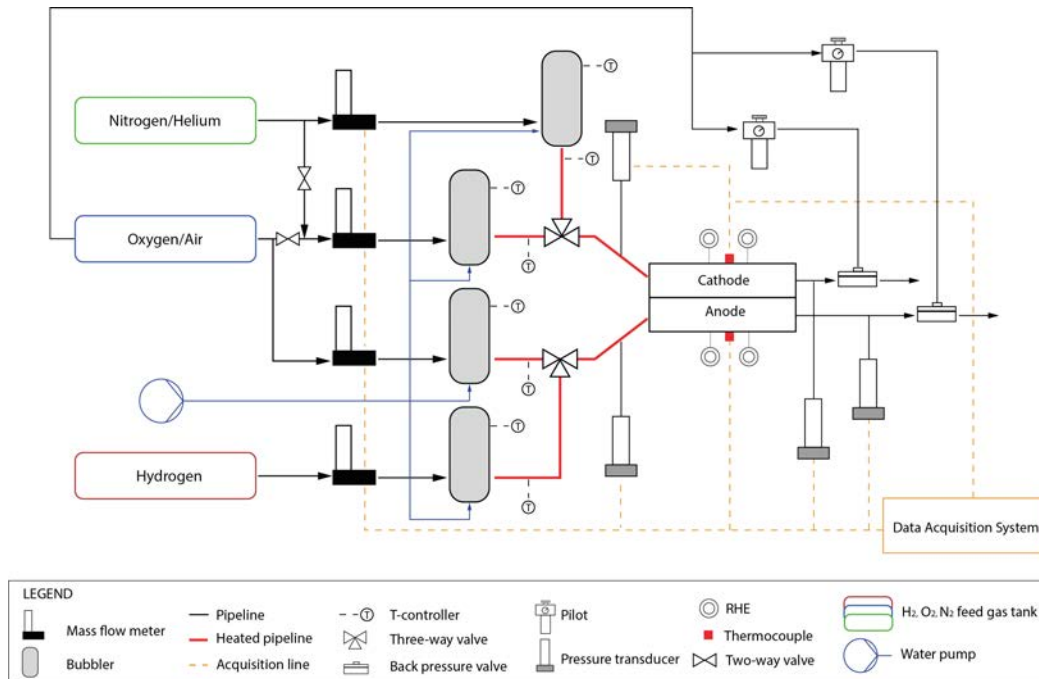 T
Nitrogen/Helium
T
T
Oxygen/Air
T
Cathode
Anode
T
T
T
Hydrogen
T
Data Acquisition System
LEGEND
Mass flow meter
Bubbler
Pipeline
Heated pipeline
Acquisition line
T
T-controller
Three-way valve
Back pressure valve
Pilot
Pressure transducer
RHE
Thermocouple
Two-way valve
H₂, O₂, N₂ feed gas tank
Water pump